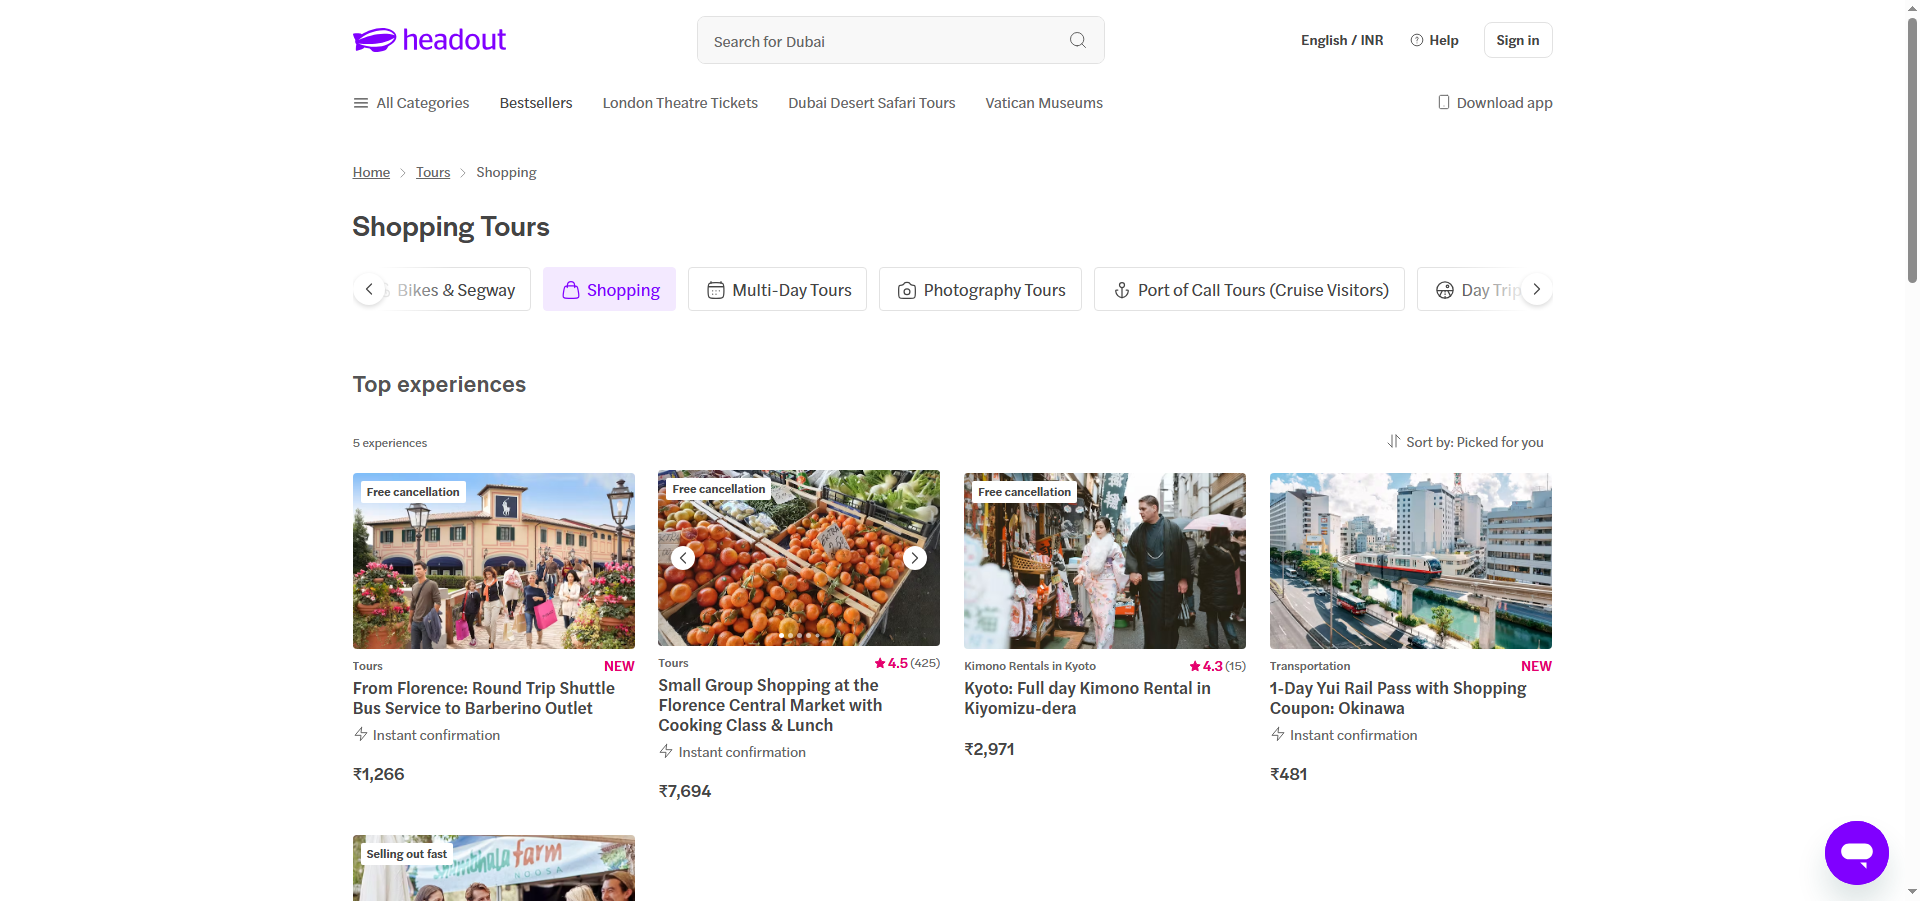 headout
Search for Dubai
English / INR
Help
Sign in
All Categories
Bestsellers
London Theatre Tickets
Dubai Desert Safari Tours
Vatican Museums
Download app
Home
Tours
Shopping
Shopping Tours
Bikes & Segway
Shopping
Multi-Day Tours
Photography Tours
Port of Call Tours (Cruise Visitors)
Day Trip
Top experiences
5 experiences
Sort by: Picked for you
Free cancellation
Tours
NEW
From Florence: Round Trip Shuttle
Bus Service to Barberino Outlet
Instant confirmation
₹1,266
Free cancellation
Tours
4.5 (425)
Small Group Shopping at the
Florence Central Market with
Cooking Class & Lunch
Instant confirmation
₹7,694
Free cancellation
Kimono Rentals in Kyoto
4.3 (15)
Kyoto: Full day Kimono Rental in
Kiyomizu-dera
₹2,971
Transportation
NEW
1-Day Yui Rail Pass with Shopping
Coupon: Okinawa
Instant confirmation
₹481
Selling out fast
farm
NOOSA